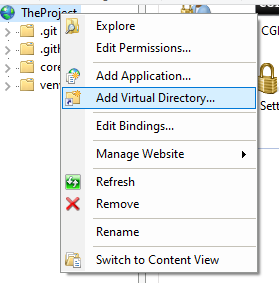 TheProject
.git
.gith
core
ven
Explore
Edit Permissions...
Add Application...
Add Virtual Directory...
Edit Bindings...
Manage Website
Refresh
Remove
Rename
Switch to Content View
CG
Sett